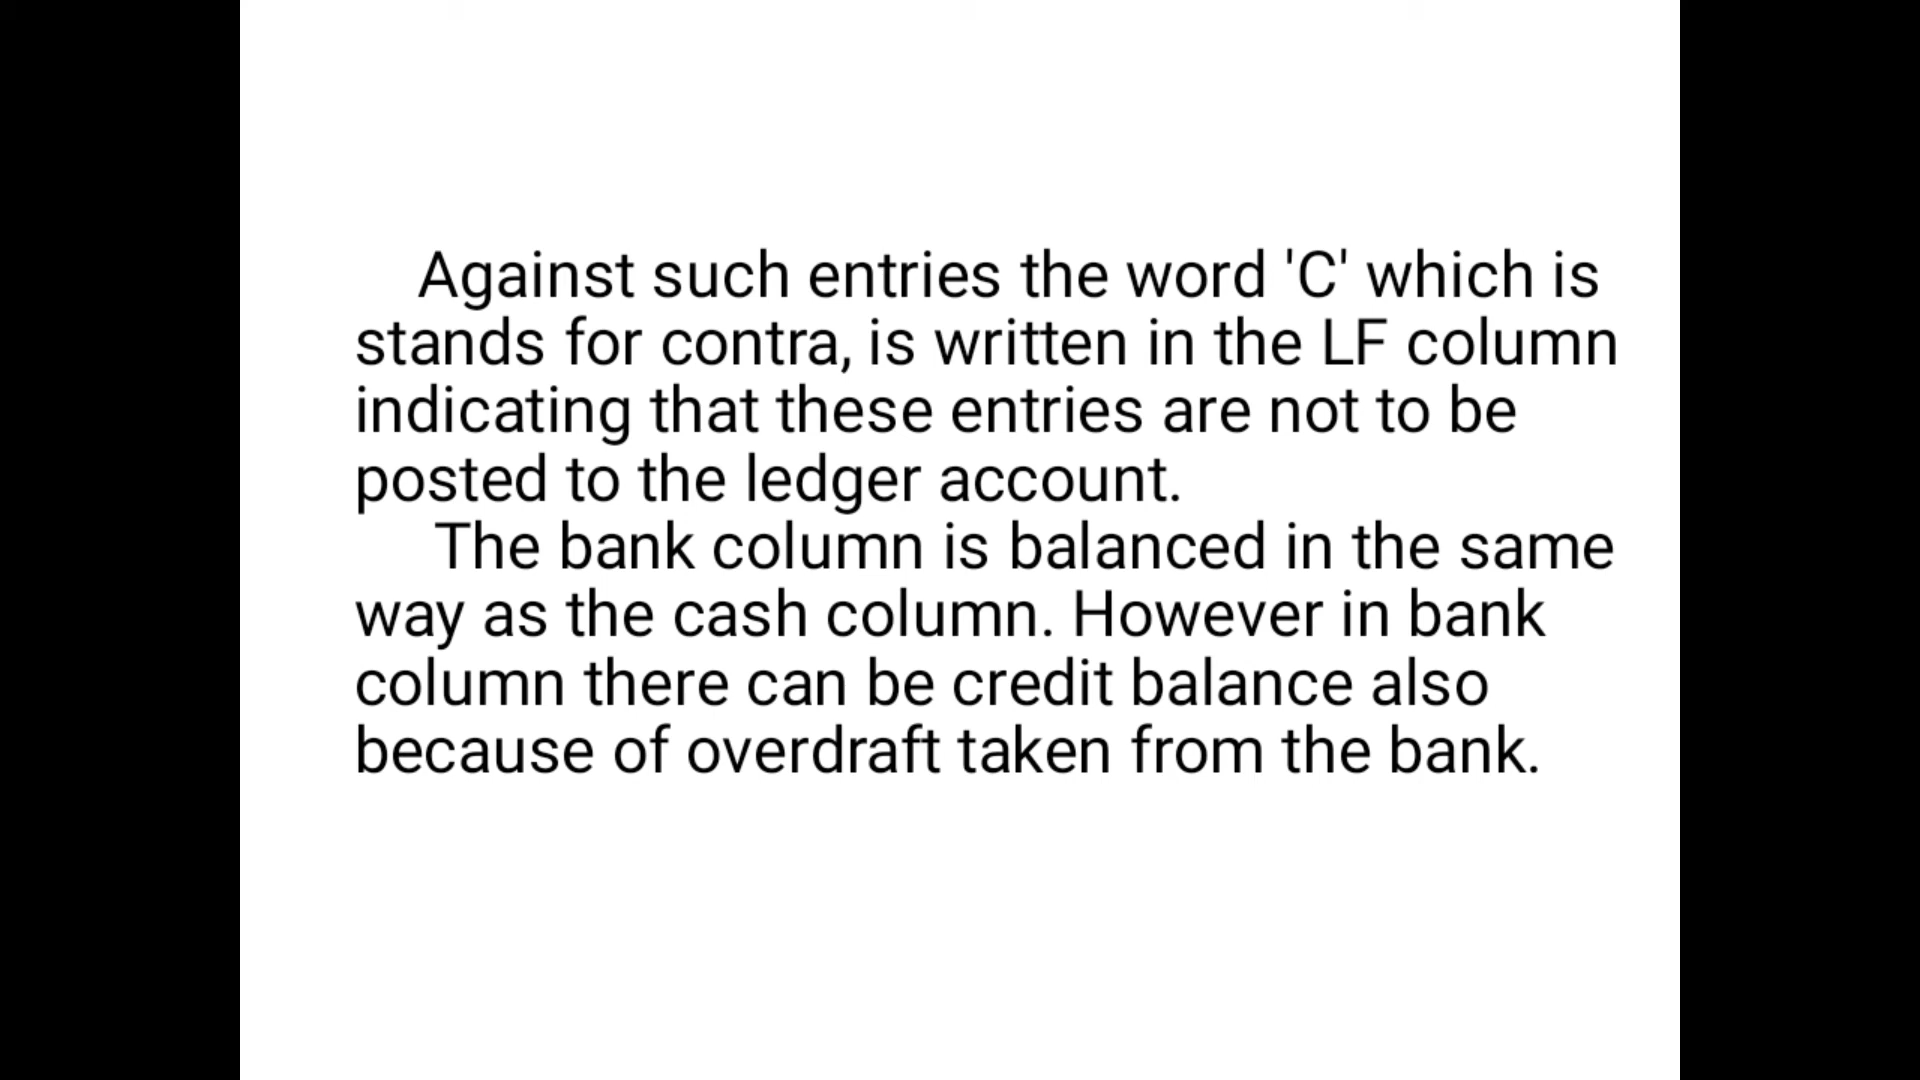 Against such entries the word 'C' which is
stands for contra, is written in the LF column
indicating that these entries are not to be
posted to the ledger account.
The bank column is balanced in the same
way as the cash column. However in bank
column there can be credit balance also
because of overdraft taken from the bank.